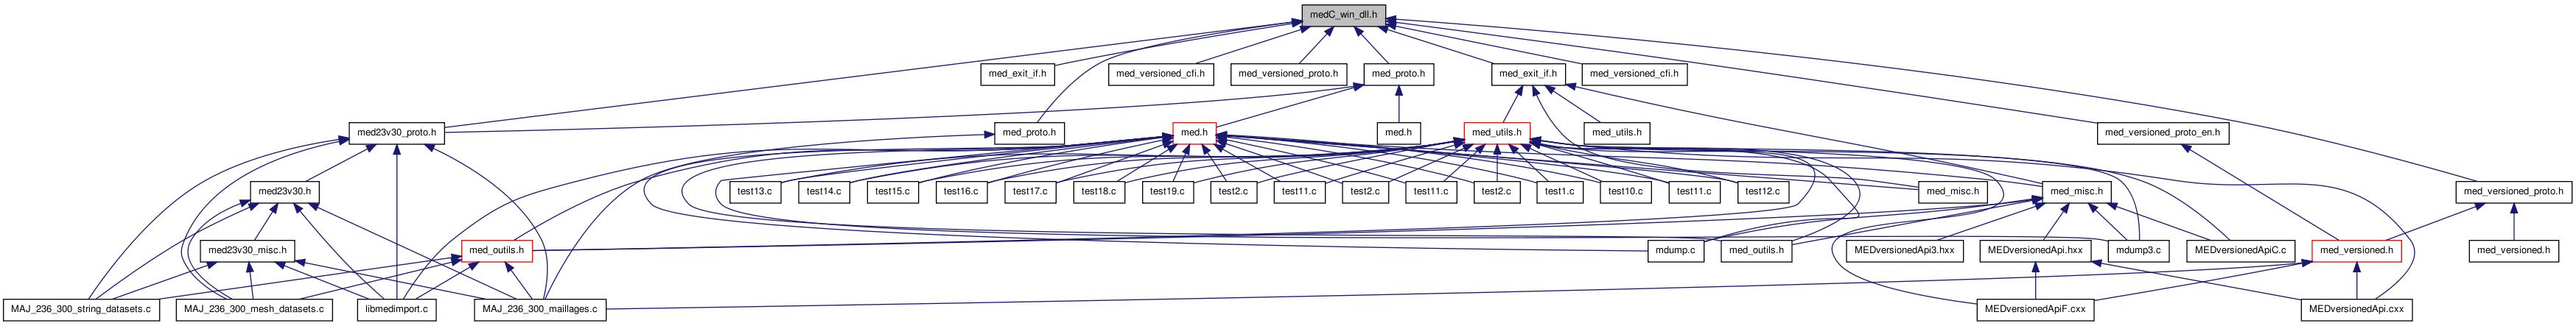 medC_win_dll.h
med_exit_if.h
med_versioned_cfi.h
med_versioned_proto.h
med_proto.h
med_exit_if.h
med_versioned_cfi.h
med23v30_proto.h
med_proto.h
med.h
med.h
med_utils.h
med_utils.h
med_versioned_proto_en.h
med23v30.h
test13.c
test14.c
test15.c
test16.c
test17.c
test18.c
test19.c
test2.c
test11.c
test2.c
test11.c
test2.c
test1.c
test10.c
test11.c
test12.c
med_misc.h
med_misc.h
med_versioned_proto.h
med23v30_misc.h
med_outils.h
mdump.c
med_outils.h
MEDversionedApi3.hxx
MEDversionedApi.hxx
mdump3.c
MEDversionedApiC.c
med_versioned.h
med_versioned.h
MAJ_236_300_string_datasets.c
MAJ_236_300_mesh_datasets.c
libmedimport.c
MAJ_236_300_maillages.c
MEDversionedApiF.cxx
MEDversionedApi.cxx